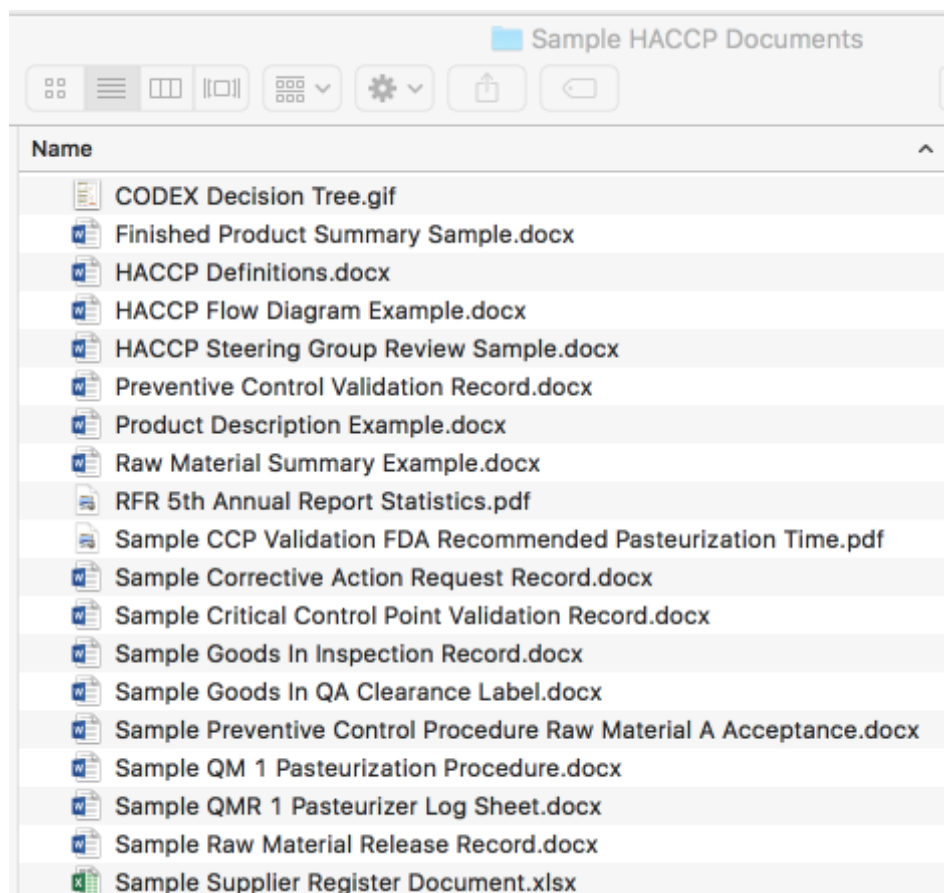 Sample HACCP Documents
Name
CODEX Decision Tree.gif
Finished Product Summary Sample.docx
HACCP Definitions.docx
HACCP Flow Diagram Example.docx
HACCP Steering Group Review Sample.docx
Preventive Control Validation Record.docx
Product Description Example.docx
Raw Material Summary Example.docx
RFR 5th Annual Report Statistics.pdf
Sample CCP Validation FDA Recommended Pasteurization Time.pdf
Sample Corrective Action Request Record.docx
Sample Critical Control Point Validation Record.docx
Sample Goods In Inspection Record.docx
Sample Goods In QA Clearance Label.docx
Sample Preventive Control Procedure Raw Material A Acceptance.docx
Sample QM 1 Pasteurization Procedure.docx
Sample QMR 1 Pasteurizer Log Sheet.docx
Sample Raw Material Release Record.docx
Sample Supplier Register Document.xlsx